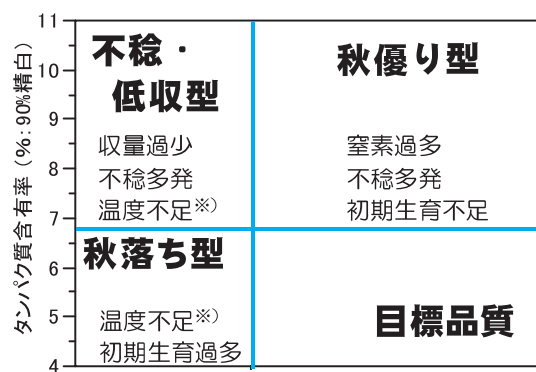 タンパク質含有率(%:90%精白)
11
10
9
8
7
6
5
4
不稔・
低収型
収量過少
不稔多発
温度不足※)
秋優り型
窒素過多
不稔多発
初期生育不足
秋落ち型
温度不足※)
初期生育過多
目標品質